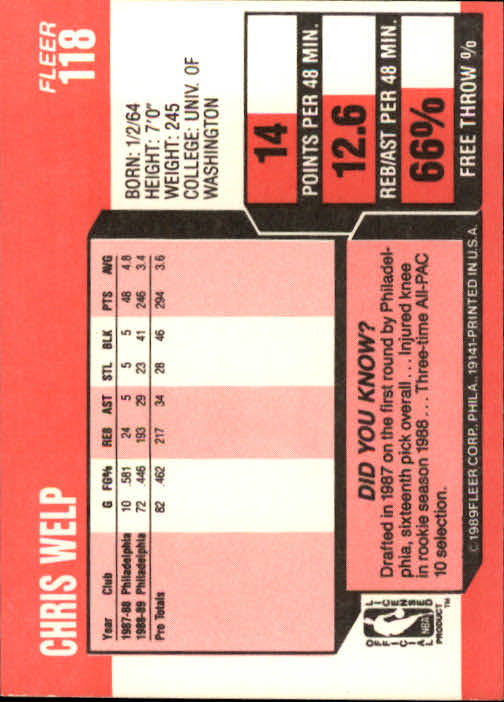 CHRIS WELP
FLEER
118
BORN: 1/2/64
HEIGHT: 7'0"
WEIGHT: 245
COLLEGE: UNIV. OF
WASHINGTON
14
POINTS PER 48 MIN.
12.6
REB/AST PER 48 MIN.
66%
FREE THROW %
Year Club G FG% REB AST STL BLK PTS AVG
1987-88 Philadelphia 10 .581 24 5 5 5 48 4.8
1988-89 Philadelphia 72 .446 193 29 23 41 246 3.4
Pro Totals 82 .462 217 34 28 46 294 3.6
DID YOU KNOW?
Drafted in 1987 on the first round by Philadel-
phia, sixteenth pick overall... Injured knee
in rookie season 1988 ... Three-time All-PAC
10 selection.
OFFICIAL LICENSED
NBA
PRODUCT™
© 1989 FLEER CORP., PHILA., 19141-PRINTED IN U.S.A.